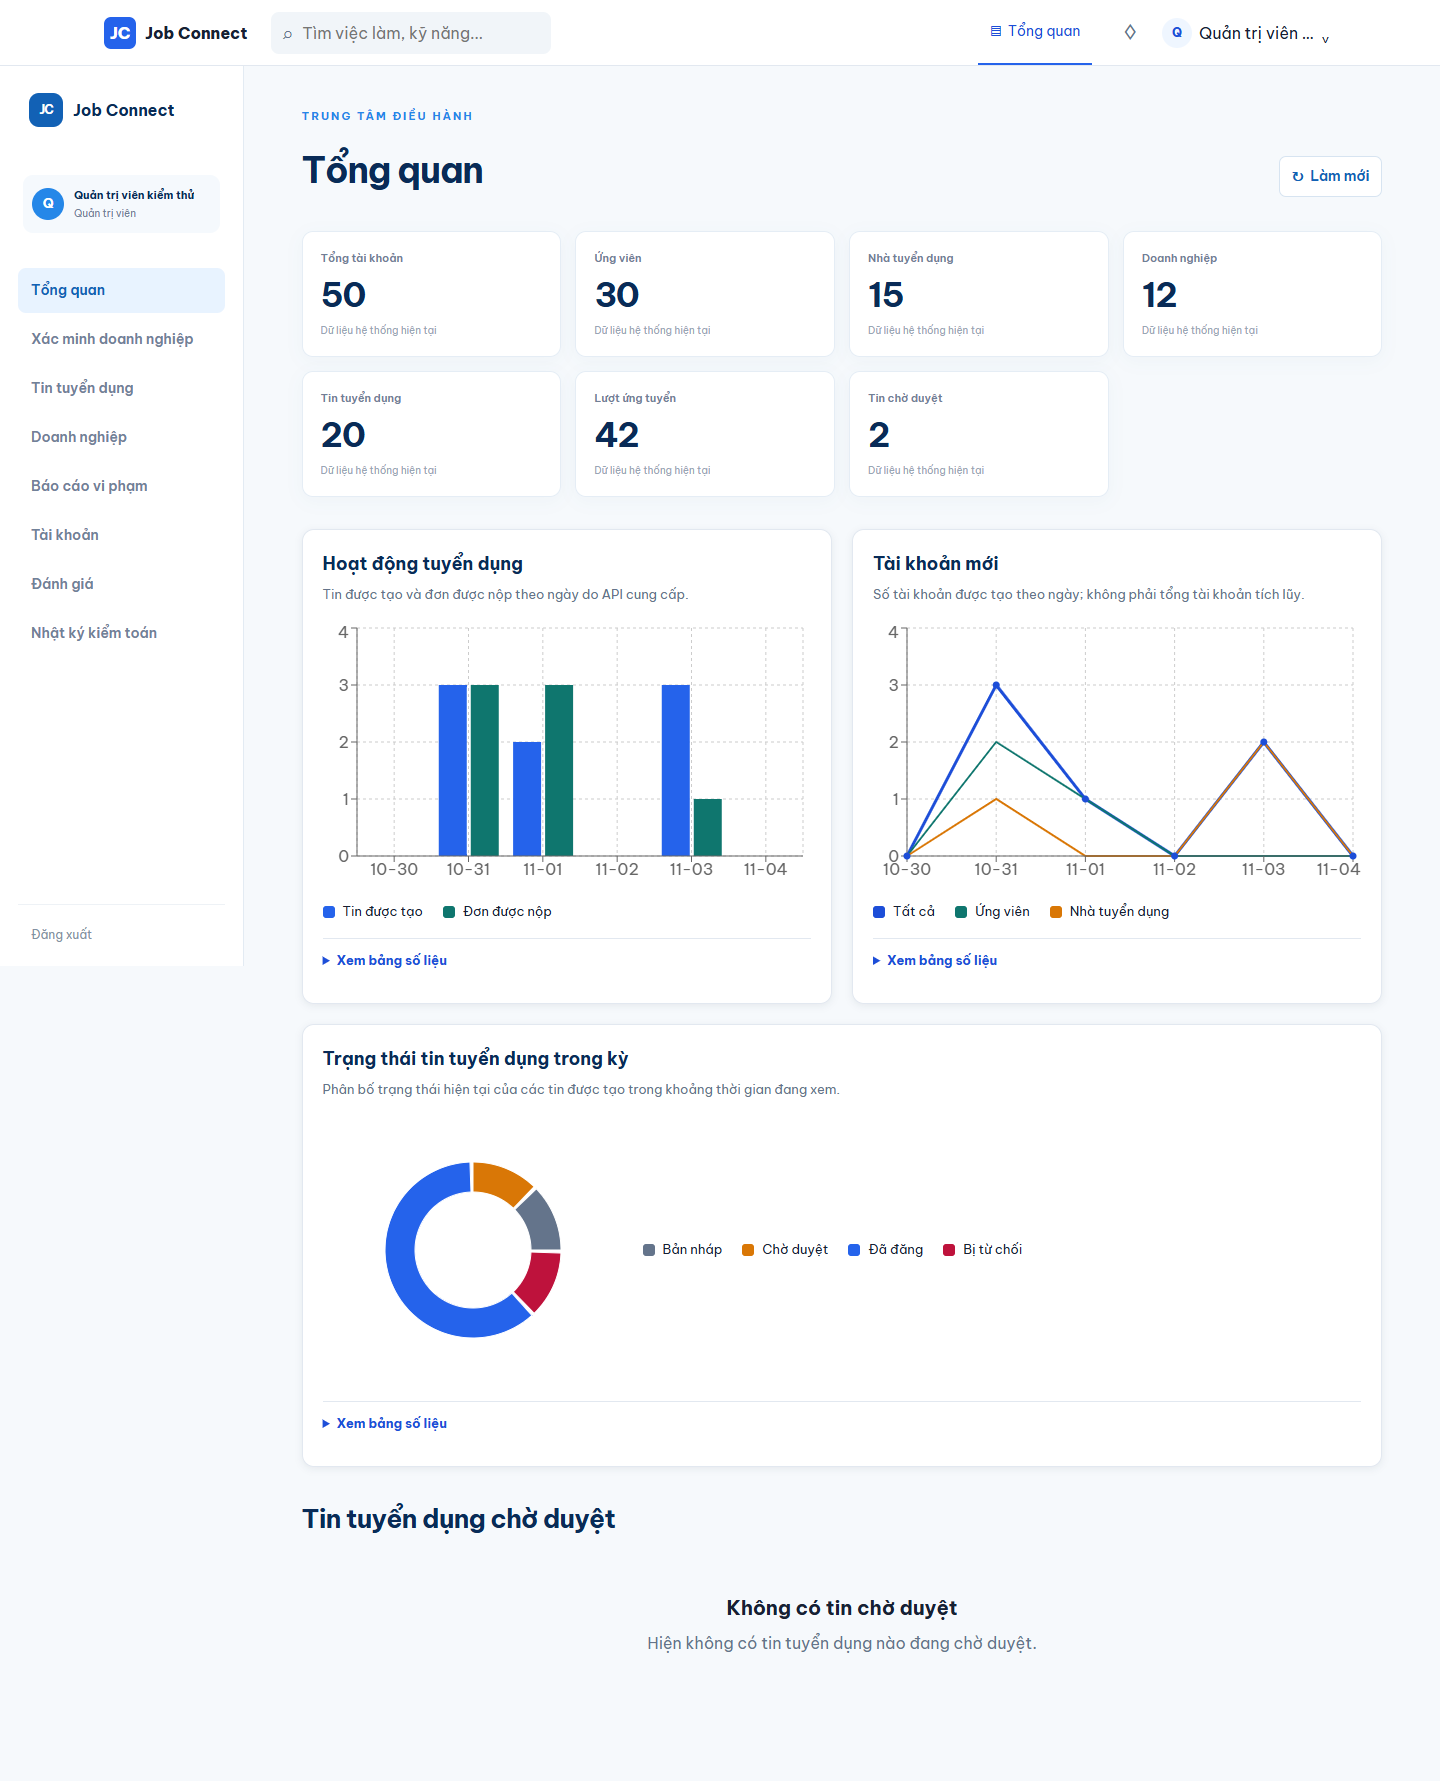 JC Job Connect
Tìm việc làm, kỹ năng...
Tổng quan
Q Quản trị viên ...
JC Job Connect
Q
Quản trị viên kiểm thử
Quản trị viên
Tổng quan
Xác minh doanh nghiệp
Tin tuyển dụng
Doanh nghiệp
Báo cáo vi phạm
Tài khoản
Đánh giá
Nhật ký kiểm toán
Đăng xuất
TRUNG TÂM ĐIỀU HÀNH
Tổng quan
Làm mới
Tổng tài khoản
50
Dữ liệu hệ thống hiện tại
Ứng viên
30
Dữ liệu hệ thống hiện tại
Nhà tuyển dụng
15
Dữ liệu hệ thống hiện tại
Doanh nghiệp
12
Dữ liệu hệ thống hiện tại
Tin tuyển dụng
20
Dữ liệu hệ thống hiện tại
Lượt ứng tuyển
42
Dữ liệu hệ thống hiện tại
Tin chờ duyệt
2
Dữ liệu hệ thống hiện tại
Hoạt động tuyển dụng
Tin được tạo và đơn được nộp theo ngày do API cung cấp.
4
3
2
1
0
10-30 10-31 11-01 11-02 11-03 11-04
Tin được tạo Đơn được nộp
Xem bảng số liệu
Tài khoản mới
Số tài khoản được tạo theo ngày; không phải tổng tài khoản tích lũy.
4
3
2
1
0
10-30 10-31 11-01 11-02 11-03 11-04
Tất cả Ứng viên Nhà tuyển dụng
Xem bảng số liệu
Trạng thái tin tuyển dụng trong kỳ
Phân bố trạng thái hiện tại của các tin được tạo trong khoảng thời gian đang xem.
Bản nháp Chờ duyệt Đã đăng Bị từ chối
Xem bảng số liệu
Tin tuyển dụng chờ duyệt
Không có tin chờ duyệt
Hiện không có tin tuyển dụng nào đang chờ duyệt.